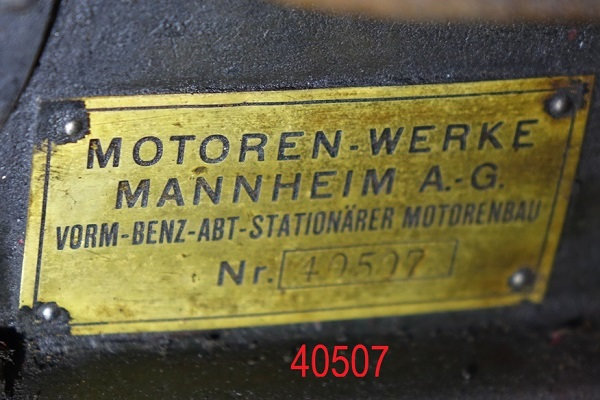 MOTOREN-WERKE
MANNHEIM A.-G.
VORM-BENZ-ABT-STATIONÄRER MOTORENBAU
Nr. 40507
40507